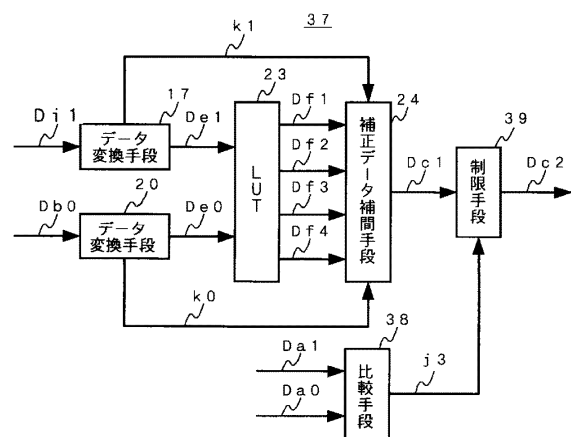 37
k1
17
23
24
39
Di1
データ
変換手段
De1
LUT
Df1
Df2
Df3
Df4
補正データ補間手段
Dc1
制限手段
Dc2
20
Db0
データ
変換手段
De0
k0
38
Da1
Da0
比較手段
j3